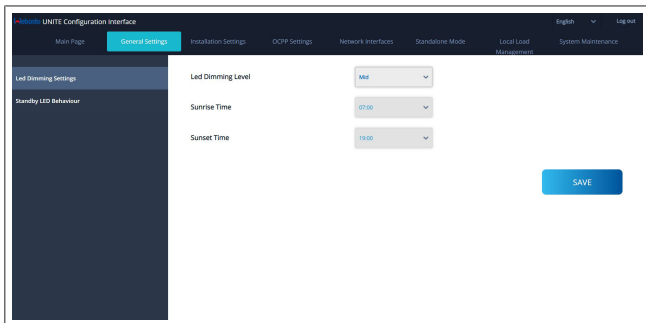 Webasto UNITE Configuration Interface
English
Log out
Main Page
General Settings
Installation Settings
OCPP Settings
Network Interfaces
Standalone Mode
Local Load
Management
System Maintenance
Led Dimming Settings
Standby LED Behaviour
Led Dimming Level
Mid
Sunrise Time
07:00
Sunset Time
19:00
SAVE